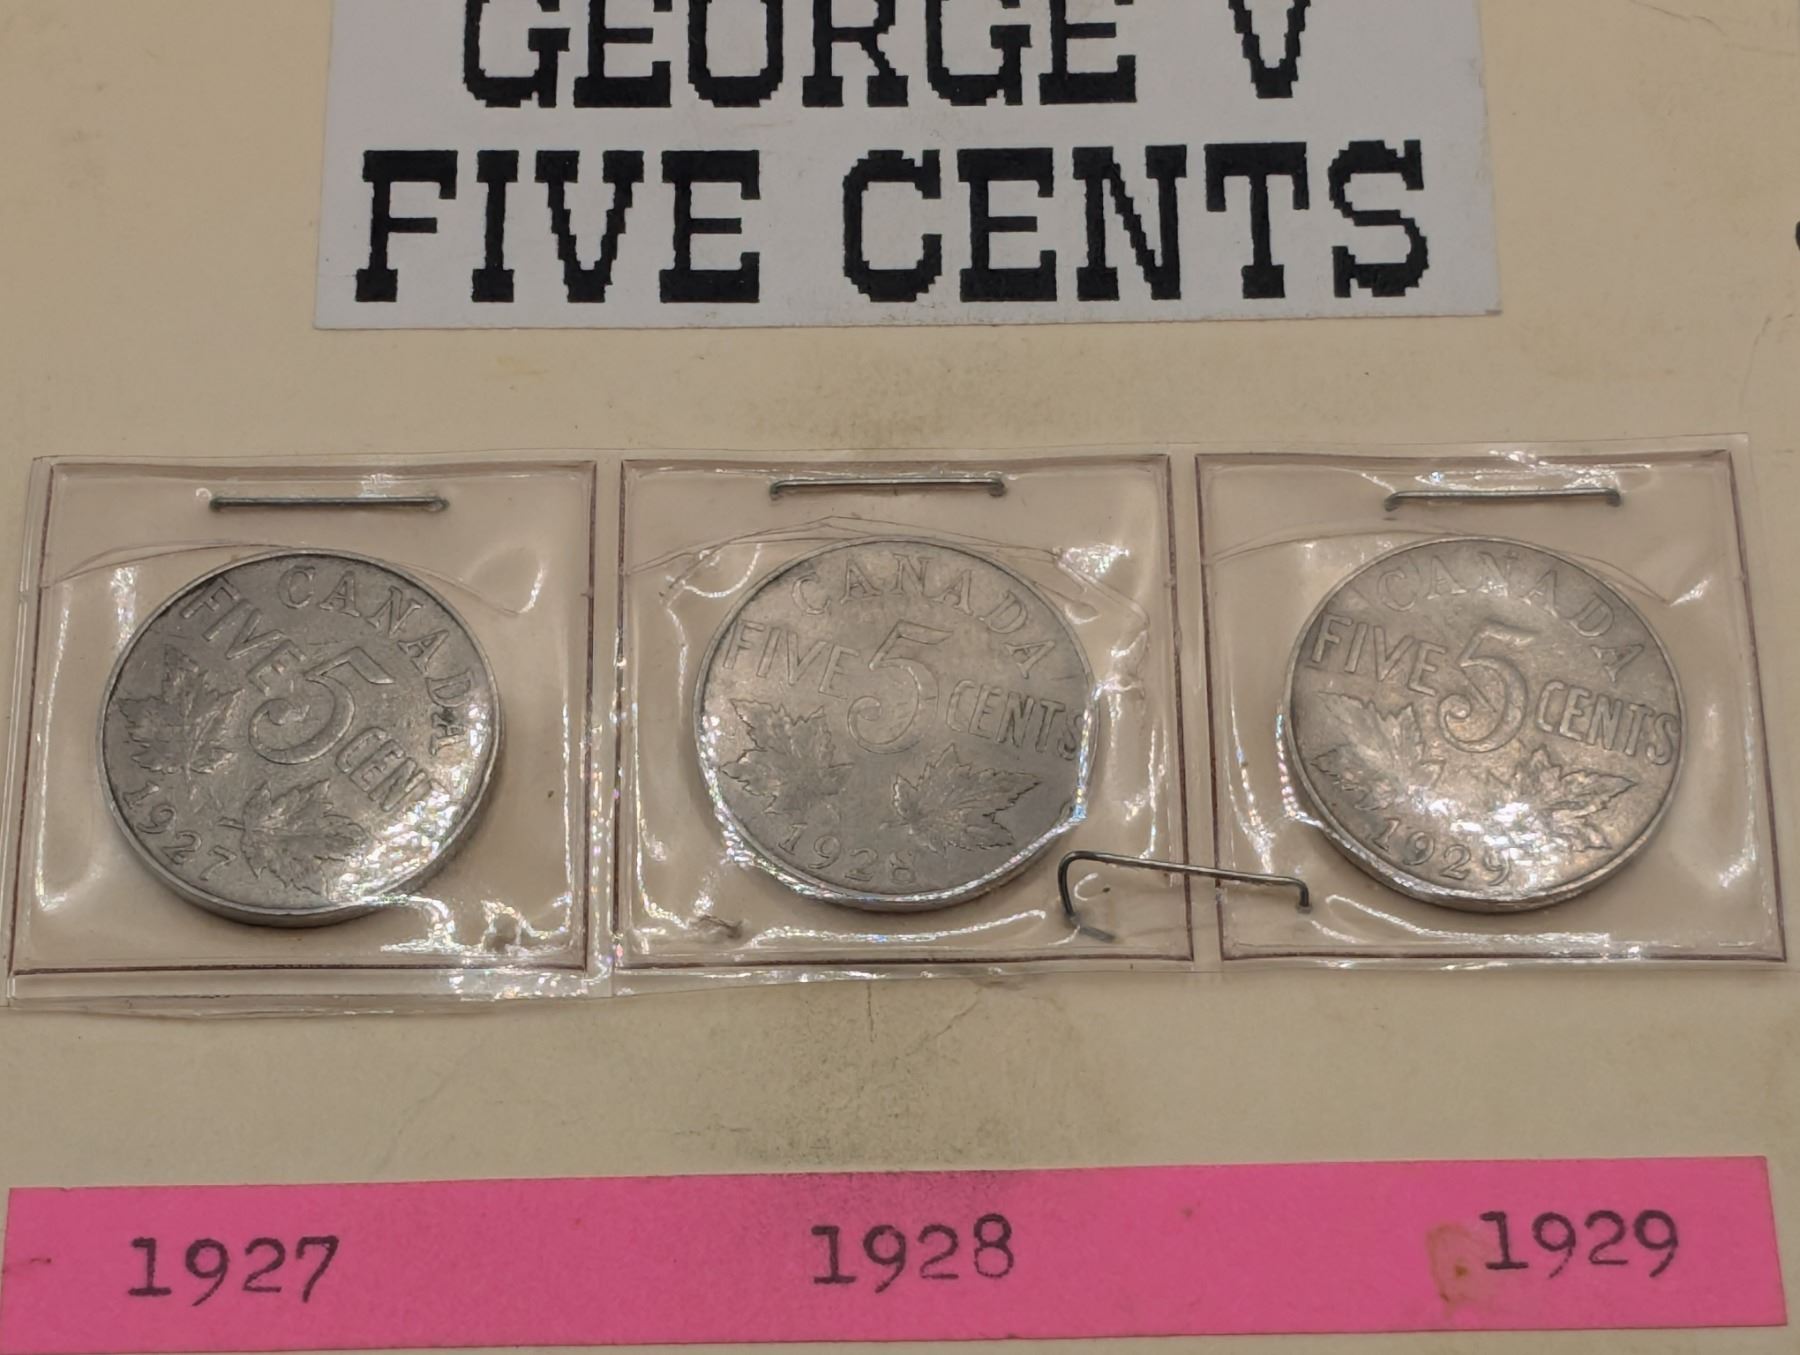 GEORGE V
FIVE CENTS
CANADA
FIVE 5 CENT
1927
CANADA
FIVE 5 CENTS
1928
CANADA
FIVE 5 CENTS
1929
1927 1928 1929